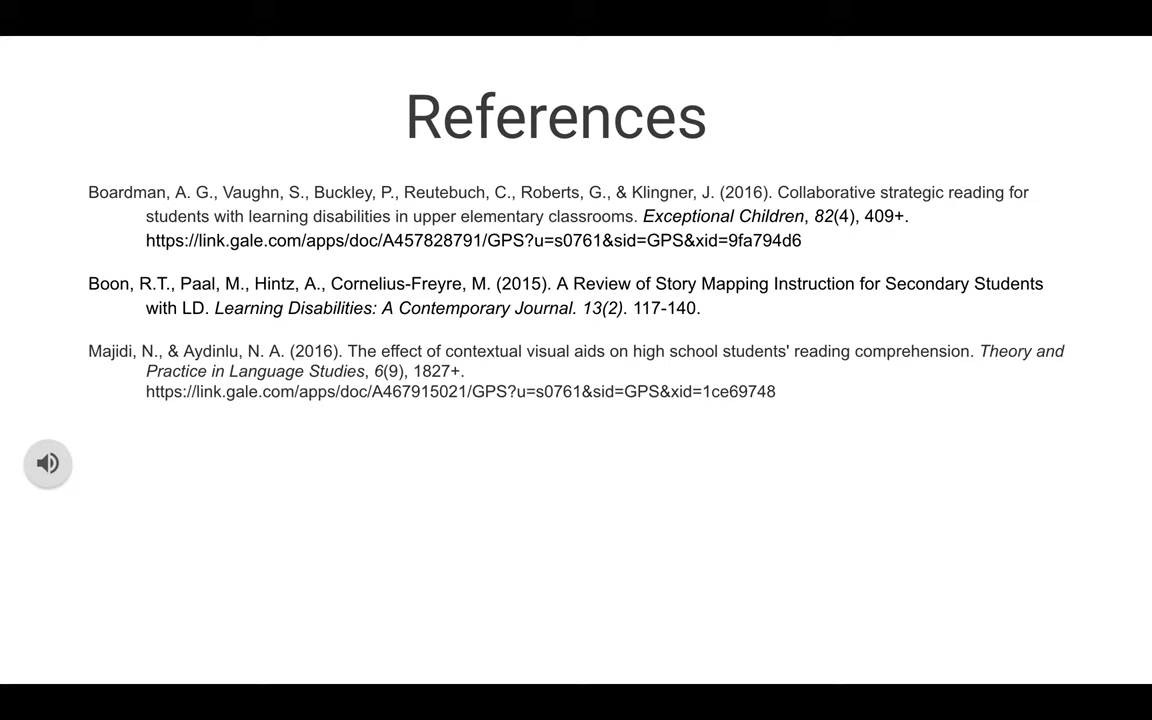 References
Boardman, A. G., Vaughn, S., Buckley, P., Reutebuch, C., Roberts, G., & Klingner, J. (2016). Collaborative strategic reading for
students with learning disabilities in upper elementary classrooms. Exceptional Children, 82(4), 409+.
https://link.gale.com/apps/doc/A457828791/GPS?u=s0761&sid=GPS&xid=9fa794d6
Boon, R.T., Paal, M., Hintz, A., Cornelius-Freyre, M. (2015). A Review of Story Mapping Instruction for Secondary Students
with LD. Learning Disabilities: A Contemporary Journal. 13(2). 117-140.
Majidi, N., & Aydinlu, N. A. (2016). The effect of contextual visual aids on high school students' reading comprehension. Theory and
Practice in Language Studies, 6(9), 1827+.
https://link.gale.com/apps/doc/A467915021/GPS?u=s0761&sid=GPS&xid=1ce69748